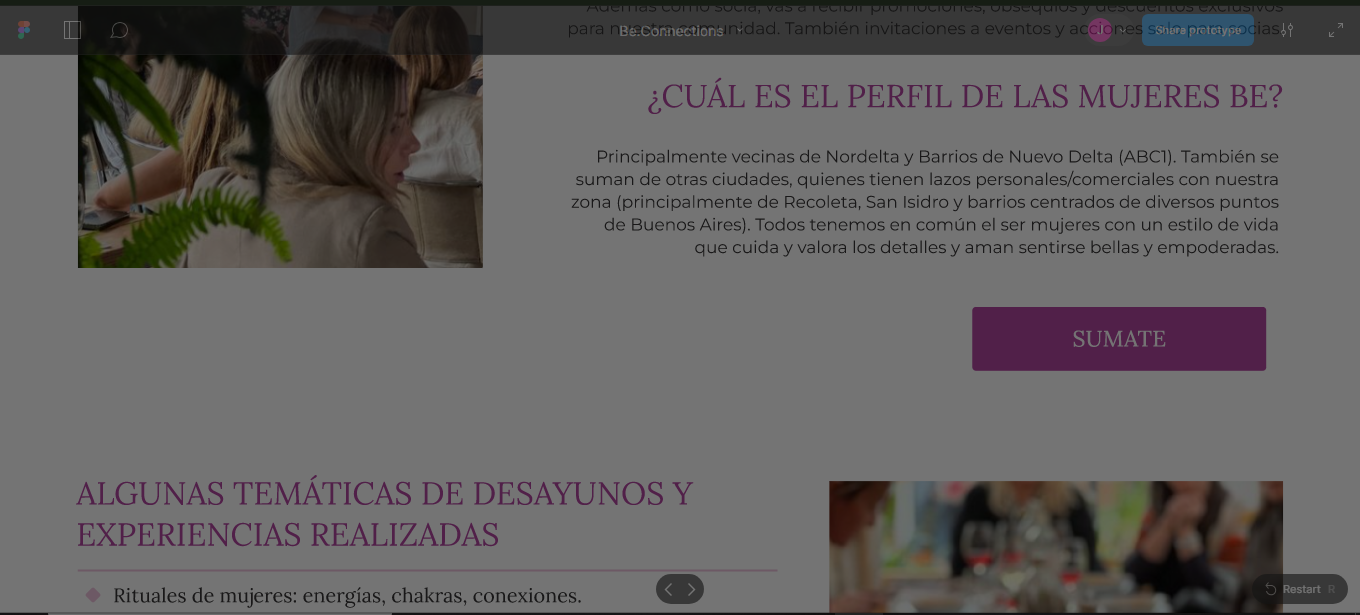 Además como socia, vas a recibir promociones, obsequios y descuentos exclusivos
para nuestra comunidad. También invitaciones a eventos y acciones solo para socias.
Be.Connections
J
Share prototype
¿CUÁL ES EL PERFIL DE LAS MUJERES BE?
Principalmente vecinas de Nordelta y Barrios de Nuevo Delta (ABC1). También se
suman de otras ciudades, quienes tienen lazos personales/comerciales con nuestra
zona (principalmente de Recoleta, San Isidro y barrios centrados de diversos puntos
de Buenos Aires). Todos tenemos en común el ser mujeres con un estilo de vida
que cuida y valora los detalles y aman sentirse bellas y empoderadas.
SUMATE
ALGUNAS TEMÁTICAS DE DESAYUNOS Y
EXPERIENCIAS REALIZADAS
Rituales de mujeres: energías, chakras, conexiones.
Restart R